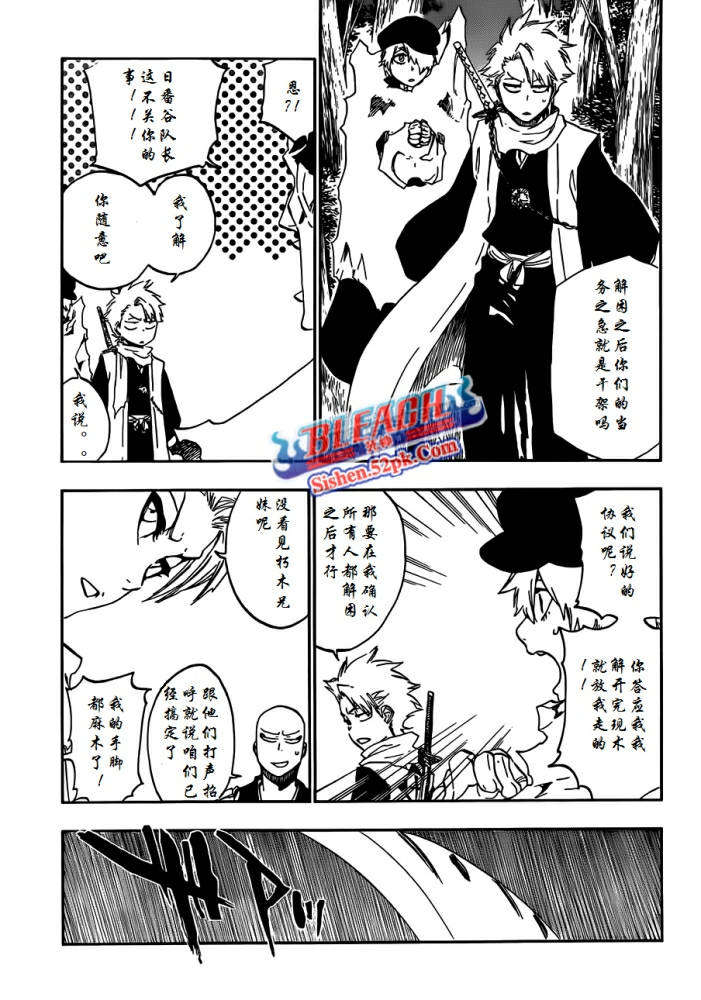 解困之后你们的当
务之急就是干架吗
恩?!
日番谷队长
这不关你的
事!!!
我了解
你随意吧
我说。。
BLEACH
死神
Sishen.52pk.Com
我们说好的
协议呢?
你答应我我
解开完现术
就放我走的
!!
那要在我确认
所有人都解困
之后才行
没看见朽木兄
妹呢
跟他们打声招
呼就说咱们已
经搞定了
我的手脚
都麻木了!